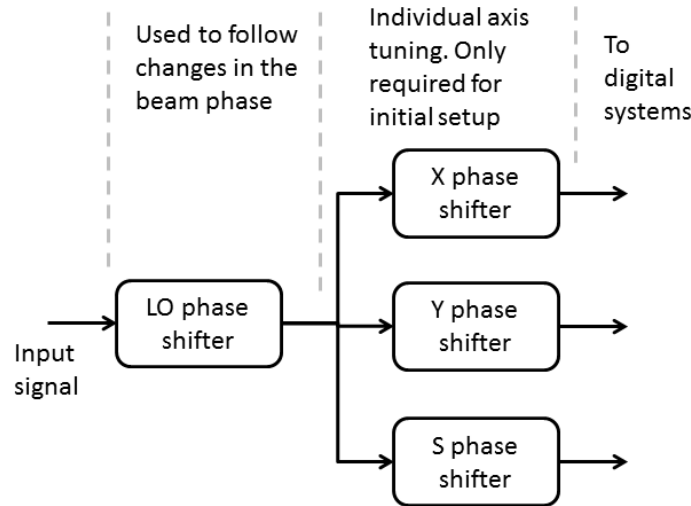 Used to follow
changes in the
beam phase
Individual axis
tuning. Only
required for
initial setup
To
digital
systems
X phase
shifter
LO phase
shifter
Y phase
shifter
Input
signal
S phase
shifter